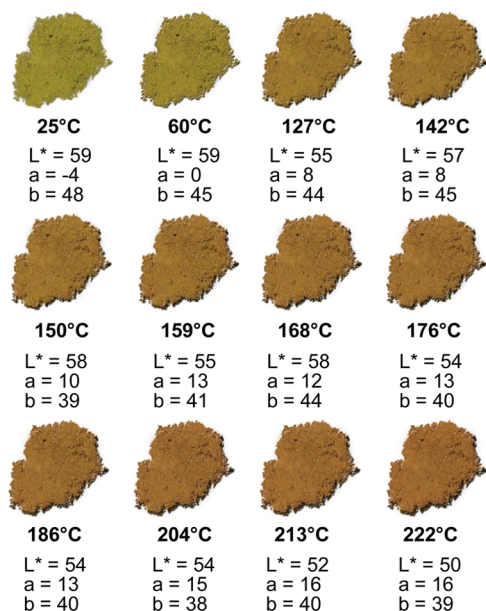 25°C 60°C 127°C 142°C
L* = 59 L* = 59 L* = 55 L* = 57
a = -4 a = 0 a = 8 a = 8
b = 48 b = 45 b = 44 b = 45
150°C 159°C 168°C 176°C
L* = 58 L* = 55 L* = 58 L* = 54
a = 10 a = 13 a = 12 a = 13
b = 39 b = 41 b = 44 b = 40
186°C 204°C 213°C 222°C
L* = 54 L* = 54 L* = 52 L* = 50
a = 13 a = 15 a = 16 a = 16
b = 40 b = 38 b = 40 b = 39